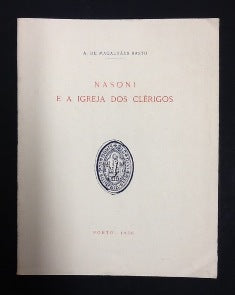 A. DE MAGALHÃES BASTO
NASONI
E A IGREJA DOS CLÉRIGOS
PORTO